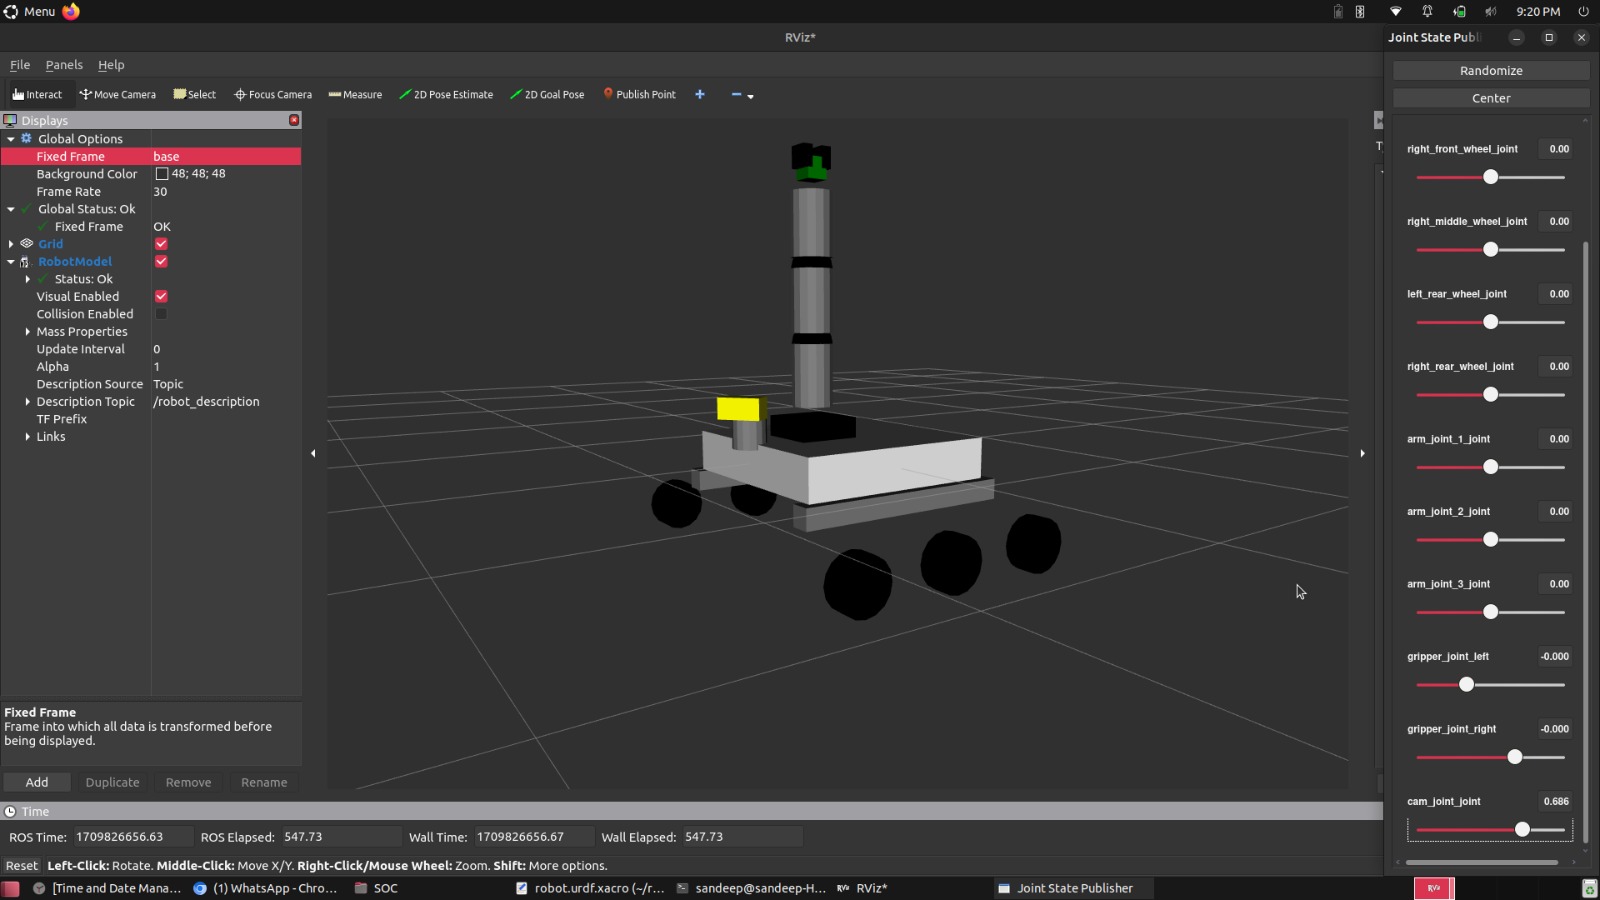 Menu
9:20 PM
RViz*
Joint State Publ
File Panels Help
Interact Move Camera Select Focus Camera Measure 2D Pose Estimate 2D Goal Pose Publish Point
Displays
Global Options
Fixed Frame base
Background Color 48; 48; 48
Frame Rate 30
Global Status: Ok
Fixed Frame OK
Grid
RobotModel
Status: Ok
Visual Enabled
Collision Enabled
Mass Properties
Update Interval 0
Alpha 1
Description Source Topic
Description Topic /robot_description
TF Prefix
Links
Fixed Frame
Frame into which all data is transformed before
being displayed.
Add Duplicate Remove Rename
Randomize
Center
right_front_wheel_joint 0.00
right_middle_wheel_joint 0.00
left_rear_wheel_joint 0.00
right_rear_wheel_joint 0.00
arm_joint_1_joint 0.00
arm_joint_2_joint 0.00
arm_joint_3_joint 0.00
gripper_joint_left -0.000
gripper_joint_right -0.000
cam_joint_joint 0.686
Time
ROS Time: 1709826656.63 ROS Elapsed: 547.73 Wall Time: 1709826656.67 Wall Elapsed: 547.73
Reset Left-Click: Rotate. Middle-Click: Move X/Y. Right-Click/Mouse Wheel: Zoom. Shift: More options.
[Time and Date Mana... (1) WhatsApp - Chro... SOC robot.urdf.xacro (~/r... sandeep@sandeep-H... RViz RViz* Joint State Publisher RViz